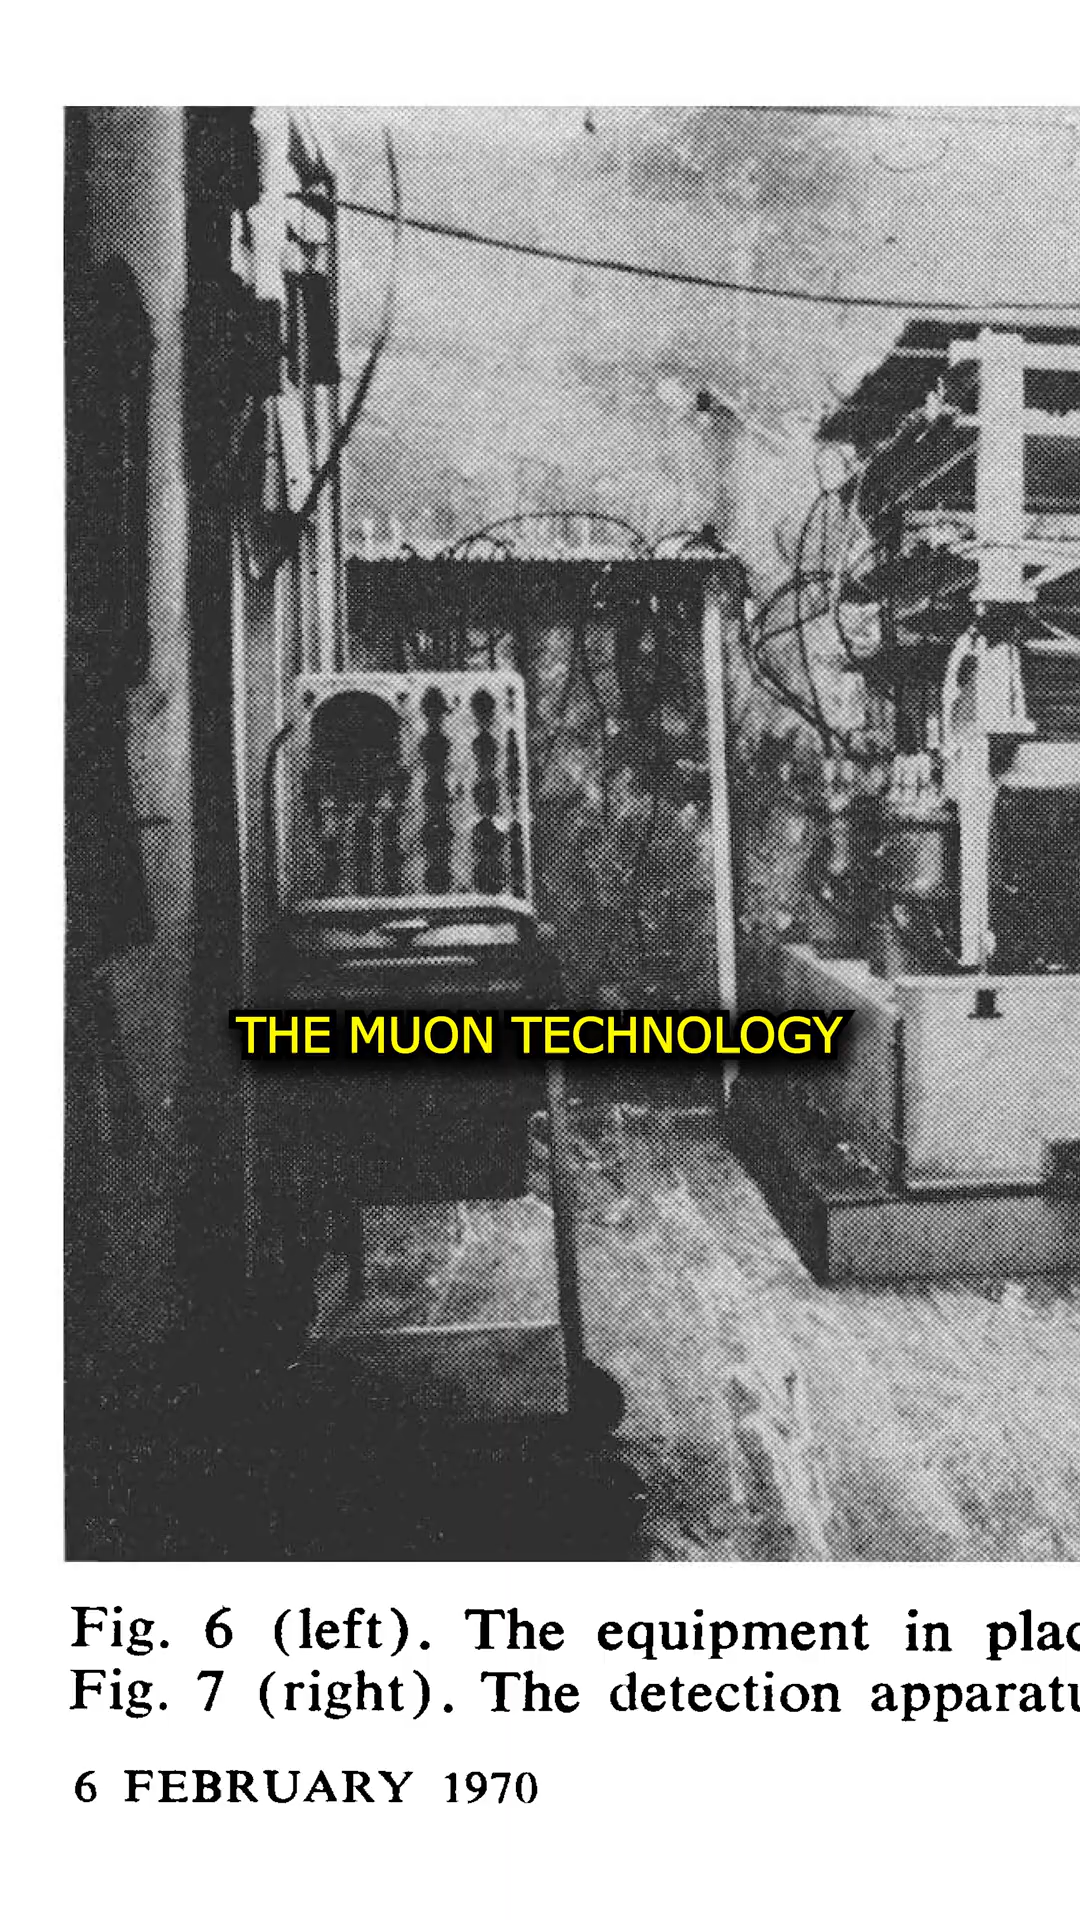 THE MUON TECHNOLOGY
Fig. 6 (left). The equipment in
Fig. 7 (right). The detection
6 FEBRUARY 1970